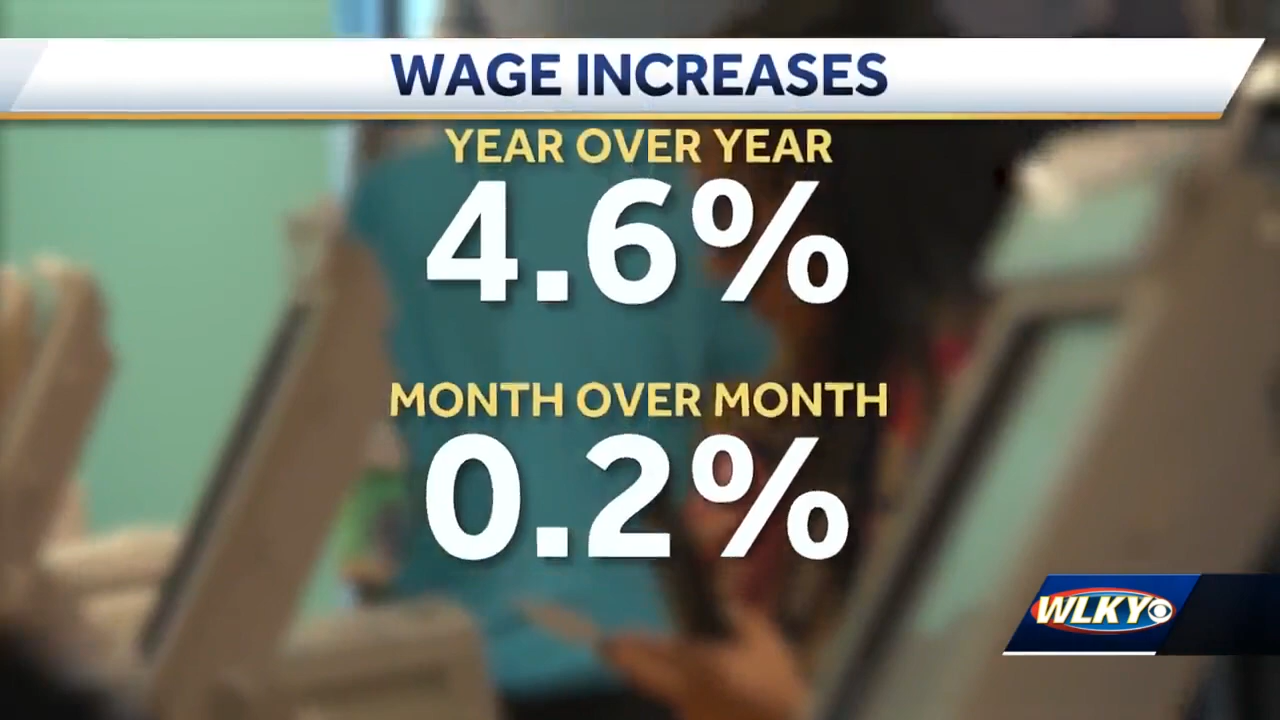 WAGE INCREASES
YEAR OVER YEAR
4.6%
MONTH OVER MONTH
0.2%
WLKY